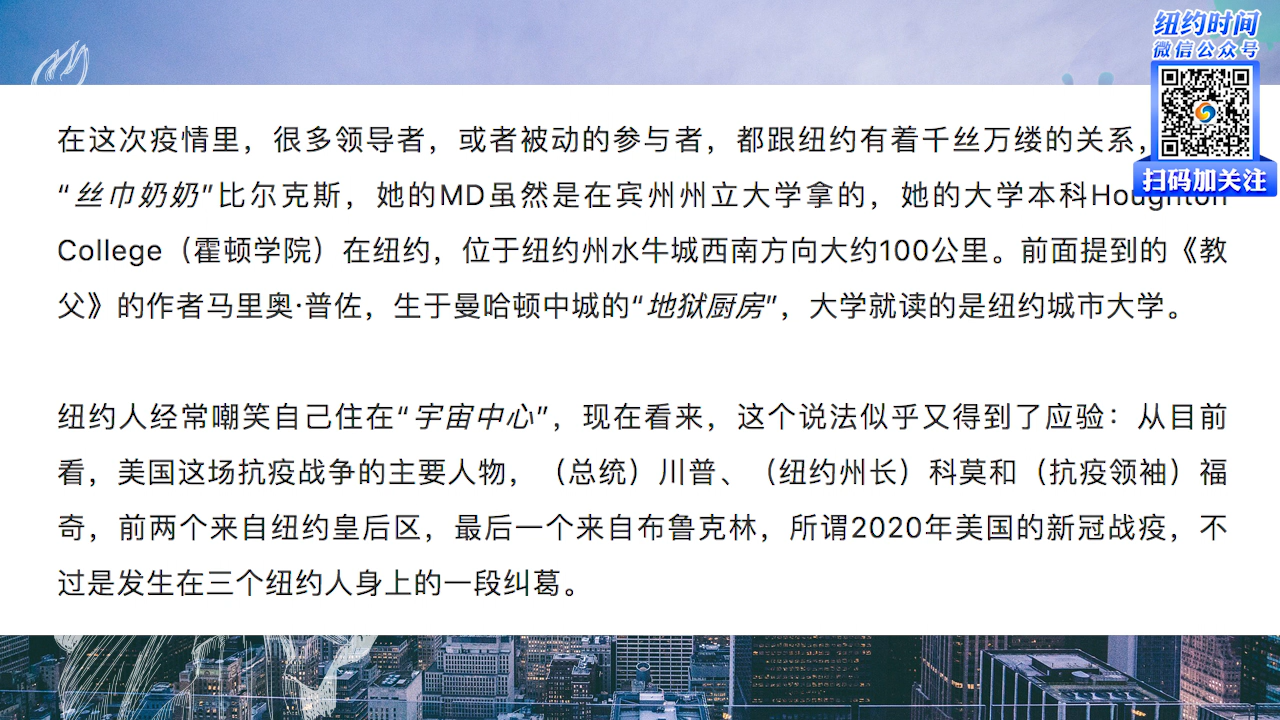 纽约时间
微信公众号
扫码加关注
在这次疫情里，很多领导者，或者被动的参与者，都跟纽约有着千丝万缕的关系，
“丝巾奶奶”比尔克斯，她的MD虽然是在宾州州立大学拿的，她的大学本科Houghton
College（霍顿学院）在纽约，位于纽约州水牛城西南方向大约100公里。前面提到的《教
父》的作者马里奥·普佐，生于曼哈顿中城的“地狱厨房”，大学就读的是纽约城市大学。
纽约人经常嘲笑自己住在“宇宙中心”，现在看来，这个说法似乎又得到了应验：从目前
看，美国这场抗疫战争的主要人物，（总统）川普、（纽约州长）科莫和（抗疫领袖）福
奇，前两个来自纽约皇后区，最后一个来自布鲁克林，所谓2020年美国的新冠战疫，不
过是发生在三个纽约人身上的一段纠葛。